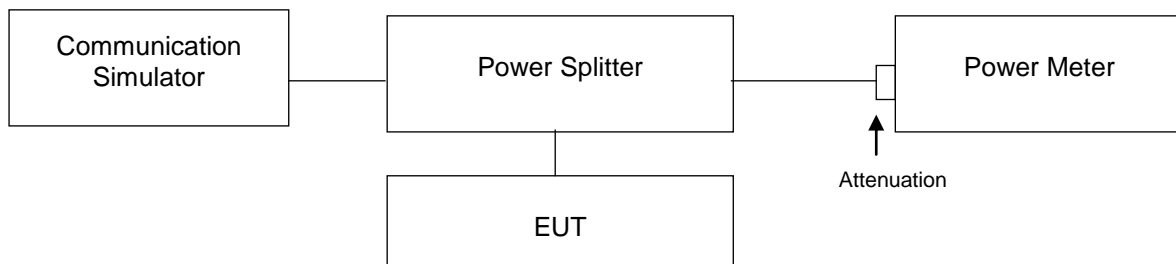 Communication
Simulator
Power Splitter
Power Meter
Attenuation
EUT